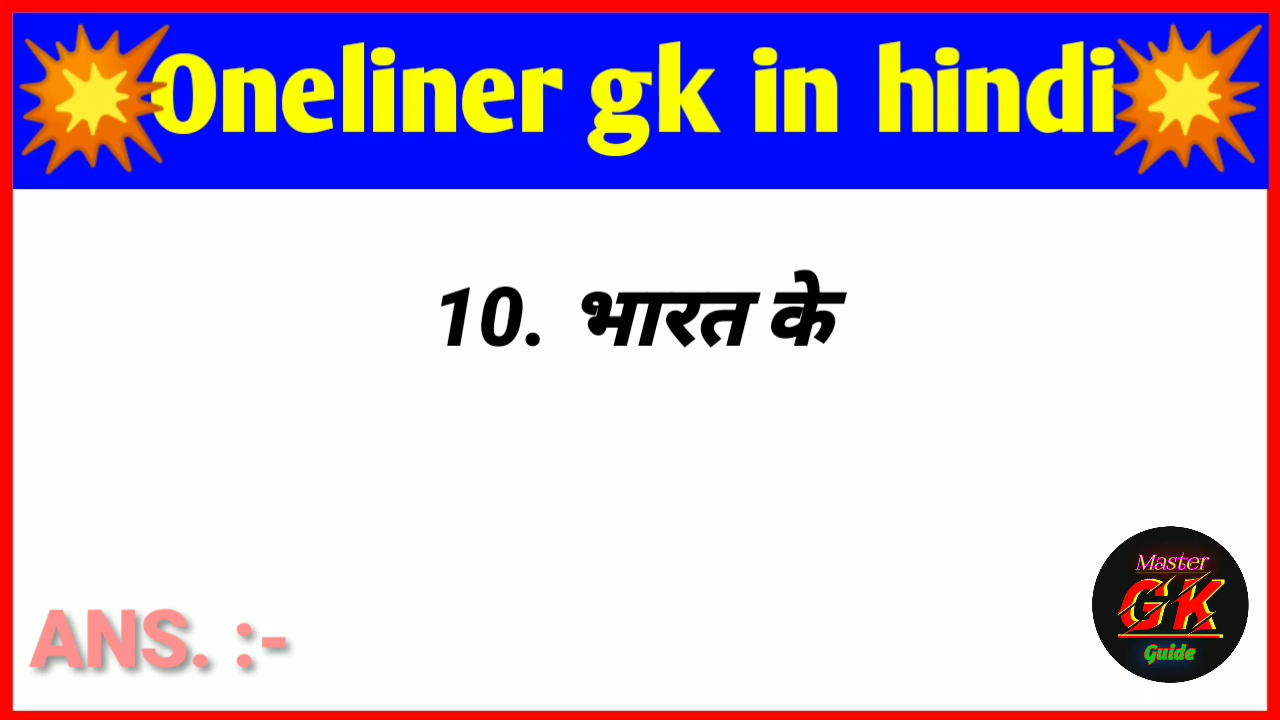 Oneliner gk in hindi
10. भारत के
ANS. :-
Master
GK
Guide